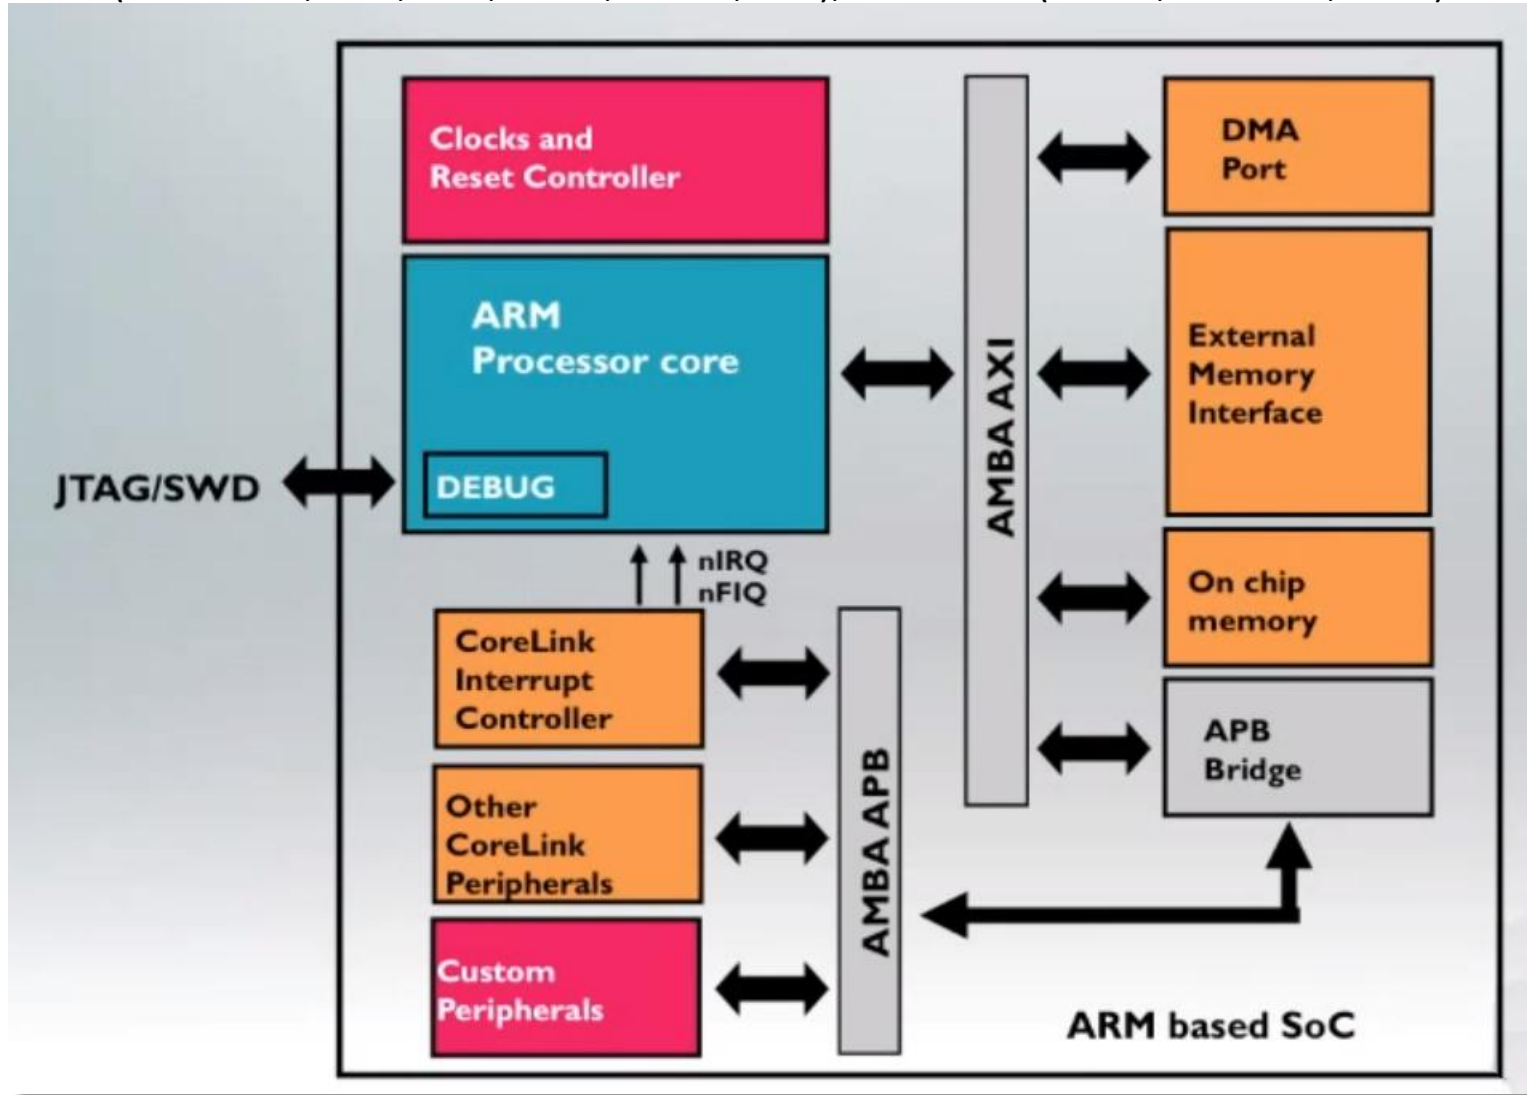 Clocks and
Reset Controller
ARM
Processor core
DEBUG
JTAG/SWD
nIRQ
nFIQ
CoreLink
Interrupt
Controller
Other
CoreLink
Peripherals
Custom
Peripherals
AMBA APB
AMBA AXI
DMA
Port
External
Memory
Interface
On chip
memory
APB
Bridge
ARM based SoC